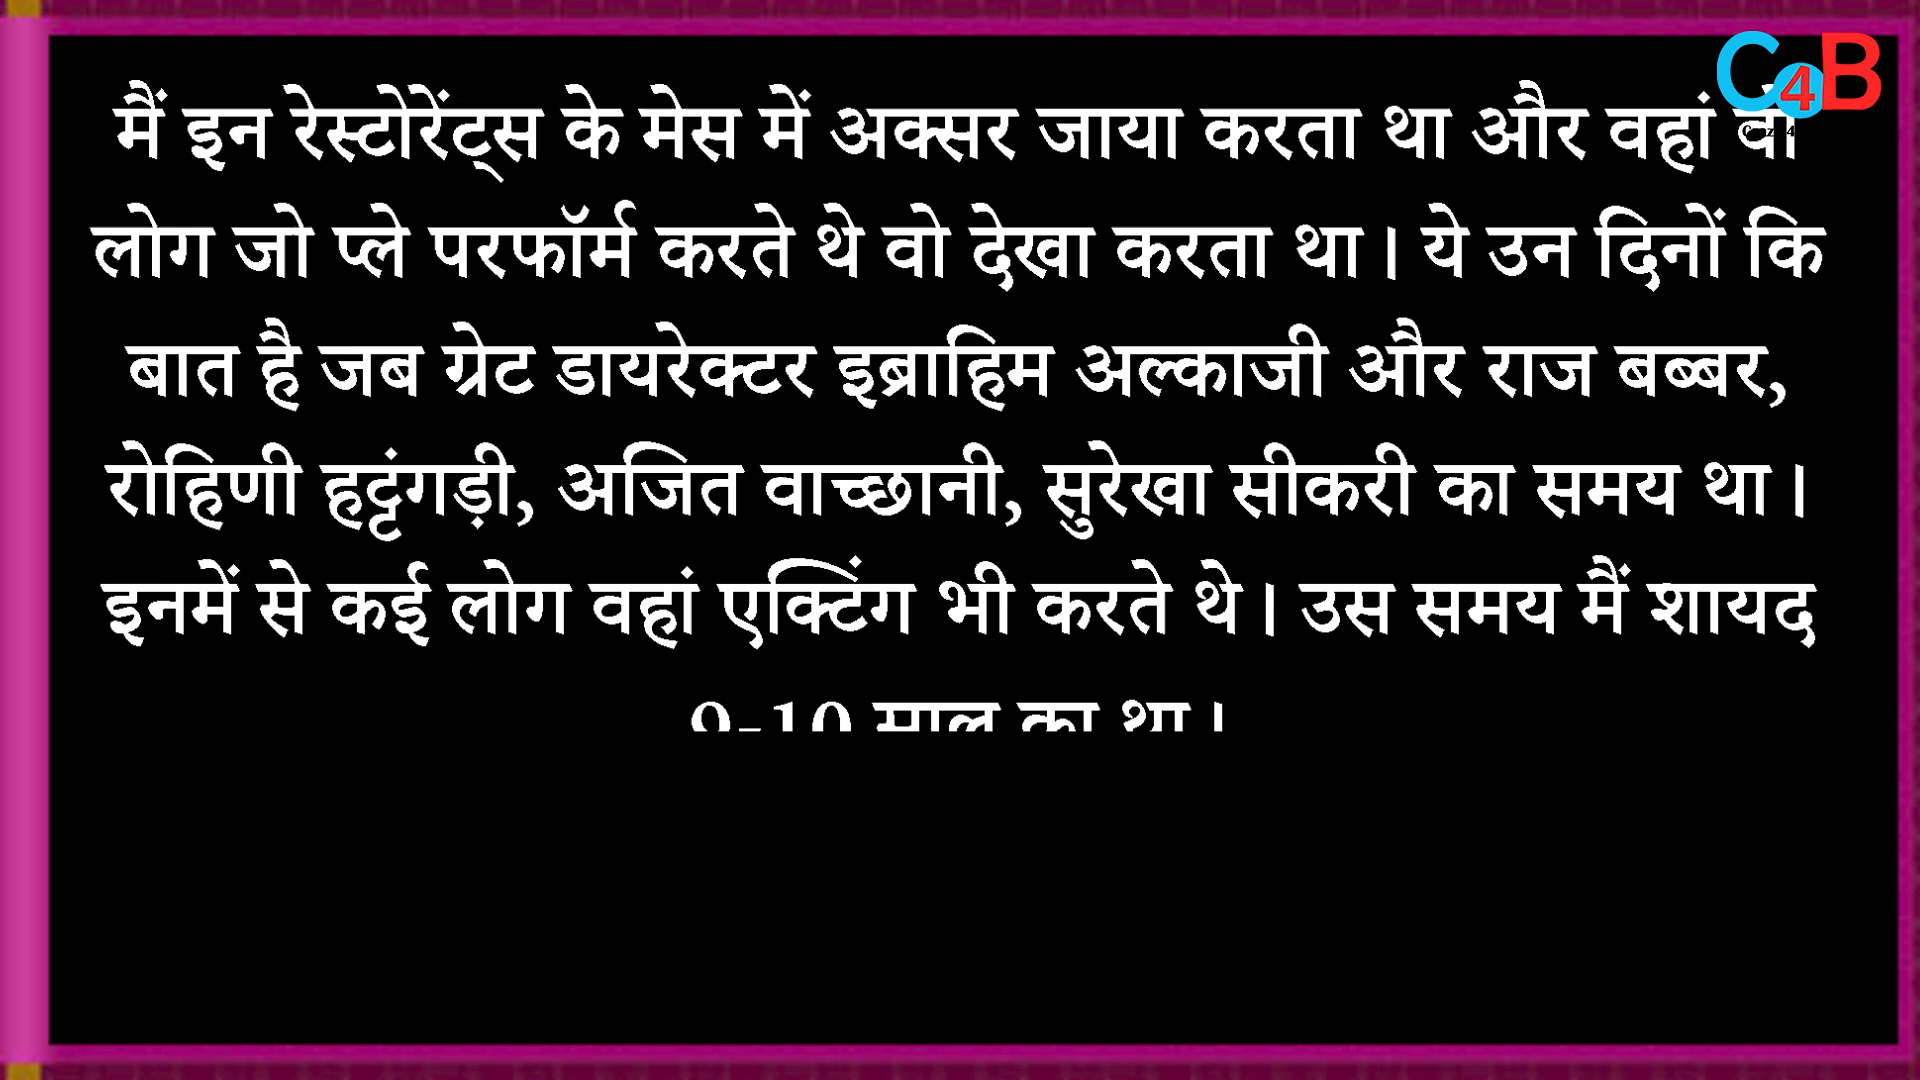 C4B
मैं इन रेस्टोरेंट्स के मेस में अक्सर जाया करता था और वहां वो
लोग जो प्ले परफॉर्म करते थे वो देखा करता था। ये उन दिनों कि
बात है जब ग्रेट डायरेक्टर इब्राहिम अल्काजी और राज बब्बर,
रोहिणी हट्टंगड़ी, अजित वाच्छानी, सुरेखा सीकरी का समय था।
इनमें से कई लोग वहां एक्टिंग भी करते थे। उस समय मैं शायद
9-10 साल का था।